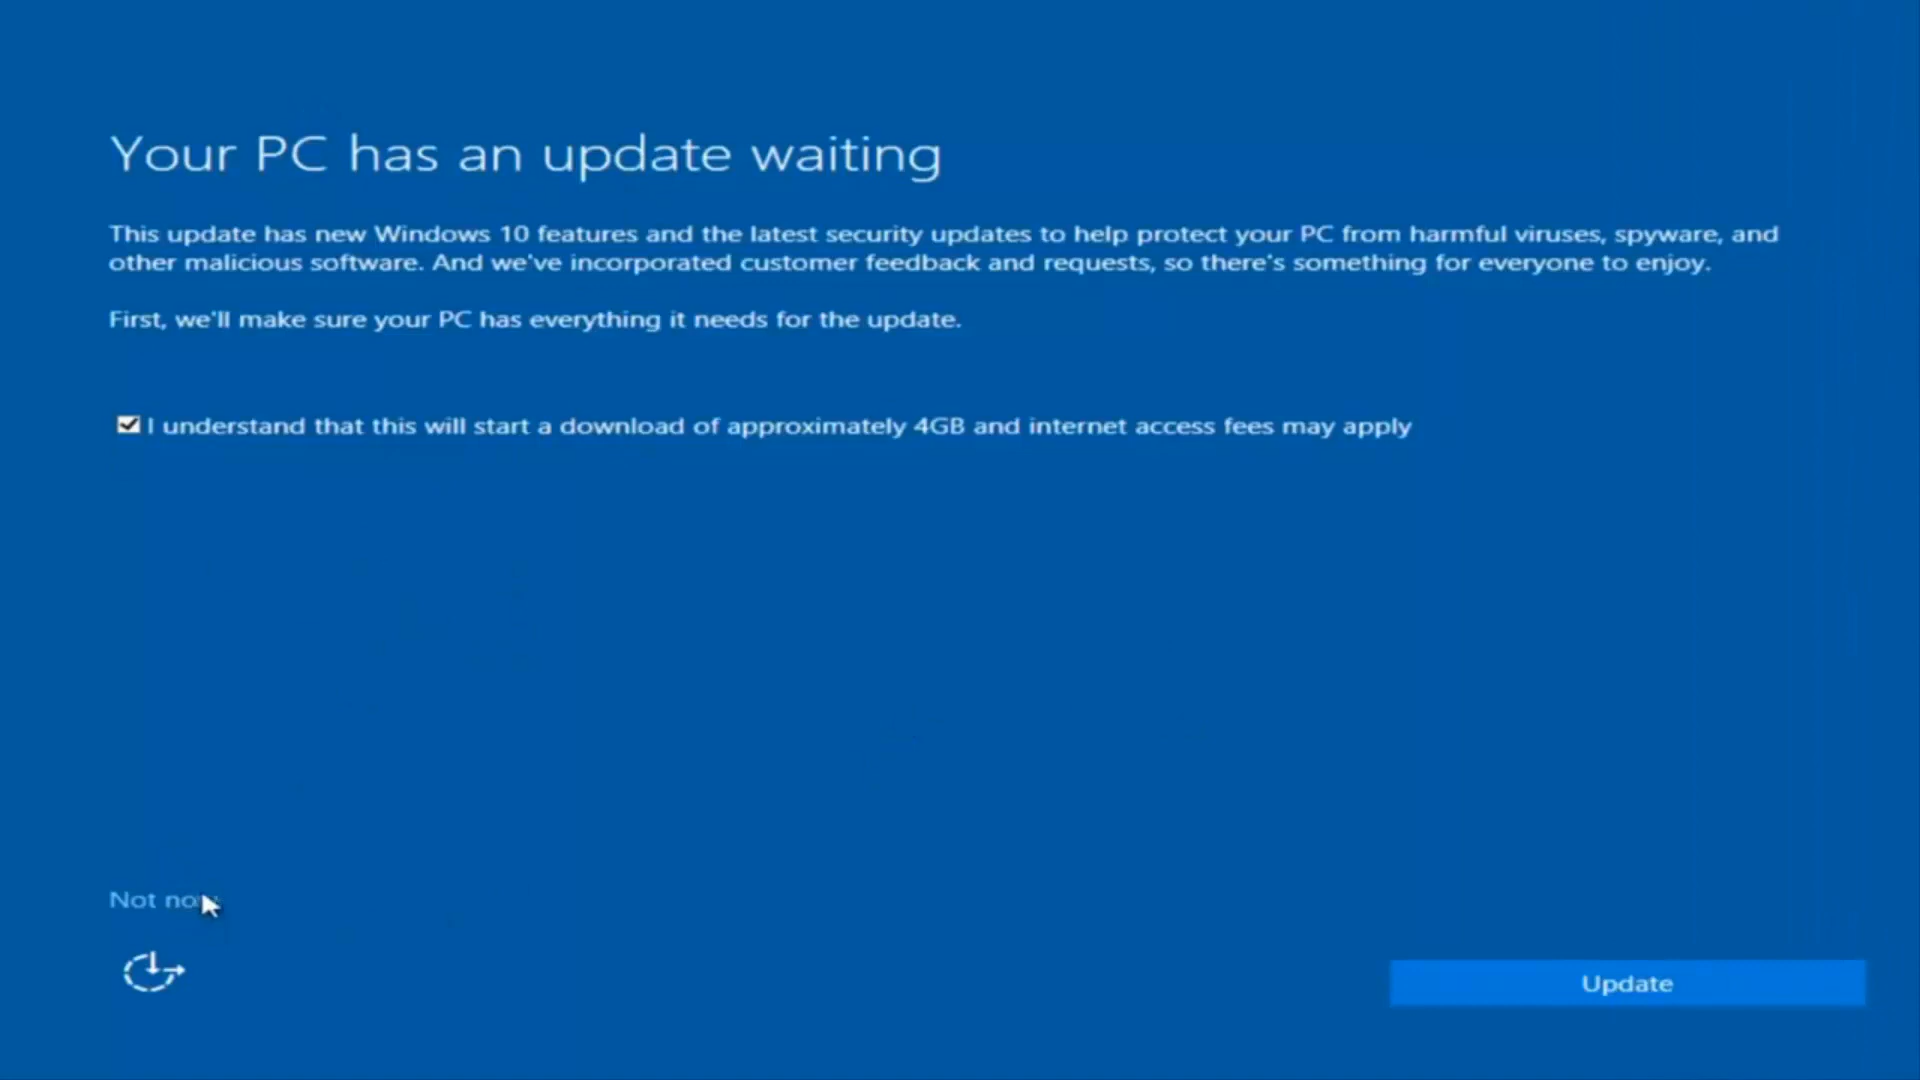 Your PC has an update waiting
This update has new Windows 10 features and the latest security updates to help protect your PC from harmful viruses, spyware, and
other malicious software. And we've incorporated customer feedback and requests, so there's something for everyone to enjoy.
First, we'll make sure your PC has everything it needs for the update.
I understand that this will start a download of approximately 4GB and internet access fees may apply
Not now
Update